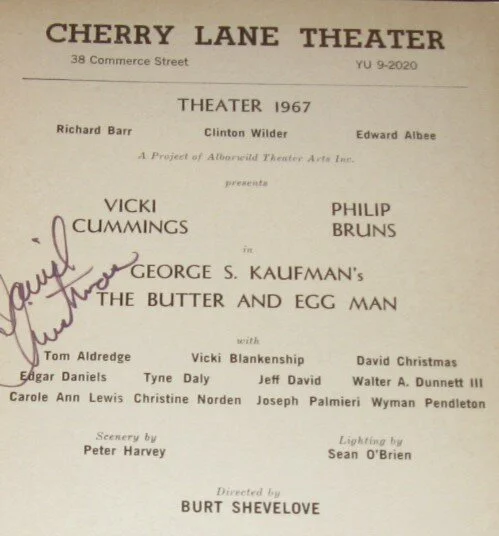 CHERRY LANE THEATER
38 Commerce Street YU 9-2020
THEATER 1967
Richard Barr Clinton Wilder Edward Albee
A Project of Albarwild Theater Arts Inc.
presents
VICKI CUMMINGS PHILIP BRUNS
in
GEORGE S. KAUFMAN's
THE BUTTER AND EGG MAN
with
Tom Aldredge Vicki Blankenship David Christmas
Edgar Daniels Tyne Daly Jeff David Walter A. Dunnett III
Carole Ann Lewis Christine Norden Joseph Palmieri Wyman Pendleton
Scenery by Lighting by
Peter Harvey Sean O'Brien
Directed by
BURT SHEVELOVE
David Christmas